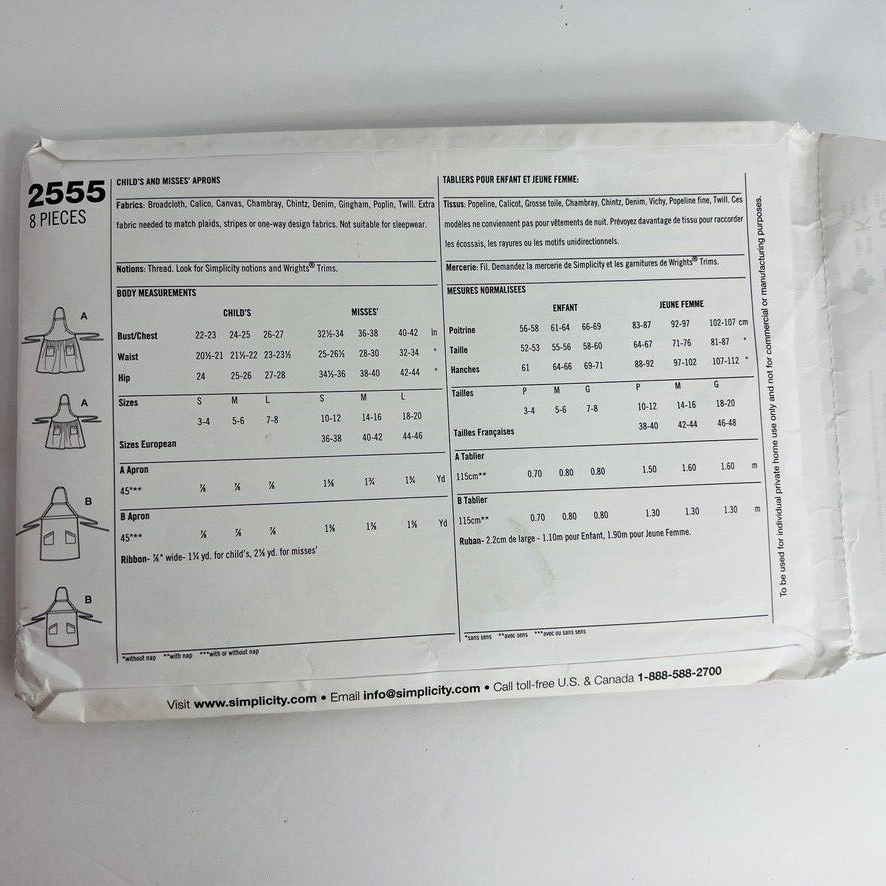 2555
8 PIECES
CHILD'S AND MISSES' APRONS
Fabrics: Broadcloth, Calico, Canvas, Chambray, Chintz, Denim, Gingham, Poplin, Twill. Extra
fabric needed to match plaids, stripes or one-way design fabrics. Not suitable for sleepwear.
Notions: Thread. Look for Simplicity notions and Wrights® Trims.
BODY MEASUREMENTS
CHILD'S MISSES'
Bust/Chest 22-23 24-25 26-27 32½-34 36-38 40-42 in
Waist 20½-21 21½-22 23-23½ 25-26½ 28-30 32-34 "
Hip 24 25-26 27-28 34½-36 38-40 42-44 "
Sizes S M L S M L
3-4 5-6 7-8 10-12 14-16 18-20
Sizes European 36-38 40-42 44-46
A Apron
45"** Yd
B Apron
45"** Yd
Ribbon- ⅞" wide- 1¼ yd. for child's, yd. for misses'
*without nap **with nap ***with or without nap
A
A
B
B
TABLIERS POUR ENFANT ET JEUNE FEMME:
Tissus: Popeline, Calicot, Grosse toile, Chambray, Chintz, Denim, Vichy, Popeline fine, Twill. Ces
modèles ne conviennent pas pour vêtements de nuit. Prévoyez davantage de tissu pour raccorder
les écossais, les rayures ou les motifs unidirectionnels.
Mercerie: Fil. Demandez la mercerie de Simplicity et les garnitures de Wrights® Trims.
MESURES NORMALISEES
ENFANT JEUNE FEMME
Poitrine 56-58 61-64 66-69 83-87 92-97 102-107 cm
Taille 52-53 55-56 58-60 64-67 71-76 81-87 "
Hanches 61 64-66 69-71 88-92 97-102 107-112 "
Tailles P M G P M G
3-4 5-6 7-8 10-12 14-16 18-20
Tailles Françaises 38-40 42-44 46-48
A Tablier
115cm** 0.70 0.80 0.80 1.50 1.60 1.60 m
B Tablier
115cm** 0.70 0.80 0.80 1.30 1.30 1.30 m
Ruban- 2.2cm de large - 1.10m pour Enfant, 1.90m pour Jeune Femme.
*sans sens **avec sens ***avec ou sans sens
To be used for individual private home use only and not for commercial or manufacturing purposes.
Visit www.simplicity.com • Email info@simplicity.com • Call toll-free U.S. & Canada 1-888-588-2700